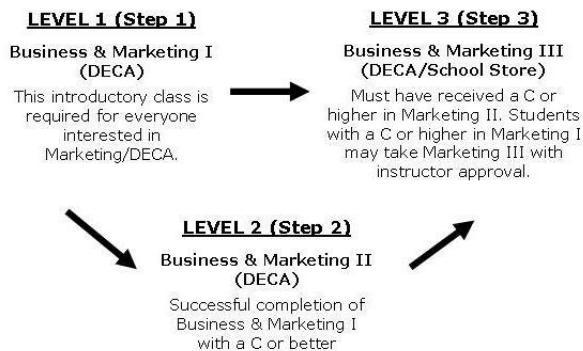 LEVEL 1 (Step 1)
Business & Marketing I
(DECA)
This introductory class is
required for everyone
interested in
Marketing/DECA.
LEVEL 3 (Step 3)
Business & Marketing III
(DECA/School Store)
Must have received a C or
higher in Marketing II. Students
with a C or higher in Marketing I
may take Marketing III with
instructor approval.
LEVEL 2 (Step 2)
Business & Marketing II
(DECA)
Successful completion of
Business & Marketing I
with a C or better